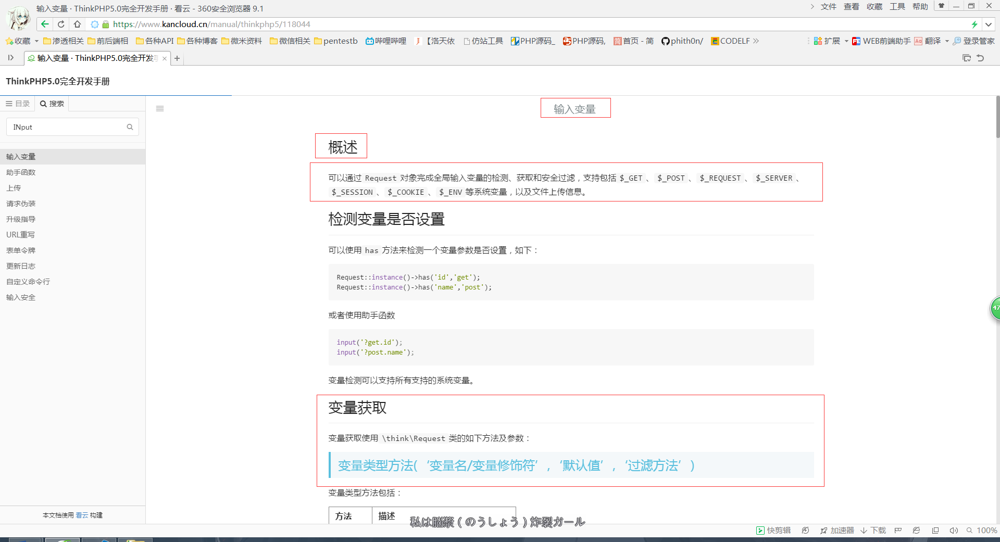 输入变量 · ThinkPHP5.0完全开发手册 · 看云 - 360安全浏览器 9.1
文件 查看 收藏 工具 帮助
https://www.kancloud.cn/manual/thinkphp5/118044
收藏 渗透相关 前后端相 各种API 各种博客 微米资料 微信相关 pentestb 哔哩哔哩 【洛天依 仿站工具 PHP源码_ PHP源码, 首页 - 简 phith0n/ CODELF 扩展 WEB前端助手 翻译 登录管家
输入变量 · ThinkPHP5.0完全开发手
ThinkPHP5.0完全开发手册
目录 搜索
INput
输入变量
助手函数
上传
请求伪装
升级指导
URL重写
表单令牌
更新日志
自定义命令行
输入安全
本文档使用 看云 构建
输入变量
概述
可以通过 Request 对象完成全局输入变量的检测、获取和安全过滤，支持包括 $_GET 、 $_POST 、 $_REQUEST 、 $_SERVER 、
$_SESSION 、 $_COOKIE 、 $_ENV 等系统变量，以及文件上传信息。
检测变量是否设置
可以使用 has 方法来检测一个变量参数是否设置，如下：
Request::instance()->has('id','get');
Request::instance()->has('name','post');
或者使用助手函数
input('?get.id');
input('?post.name');
变量检测可以支持所有支持的系统变量。
变量获取
变量获取使用 \think\Request 类的如下方法及参数：
变量类型方法(‘变量名/变量修饰符’,‘默认值’,‘过滤方法’)
变量类型方法包括：
方法 描述
私は脳漿（のうしょう）炸裂ガール
47
快剪辑 加速器 下载 100%